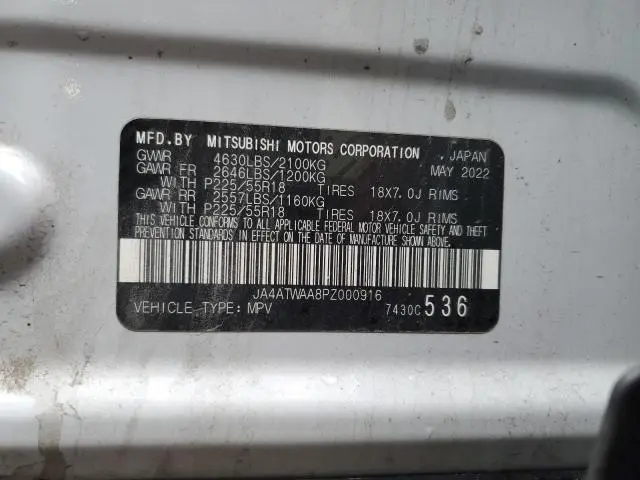 MFD.BY MITSUBISHI MOTORS CORPORATION , JAPAN
GVWR 4630LBS/2100KG MAY 2022
GAWR FR 2646LBS/1200KG
WITH P225/55R18 TIRES 18X7.0J RIMS
GAWR RR 2557LBS/1160KG
WITH P225/55R18 TIRES 18X7.0J RIMS
THIS VEHICLE CONFORMS TO ALL APPLICABLE FEDERAL MOTOR VEHICLE SAFETY AND THEFT
PREVENTION STANDARDS IN EFFECT ON THE DATE OF MANUFACTURE SHOWN ABOVE.
JA4ATWAA8PZ000916
VEHICLE TYPE: MPV 7430C 536